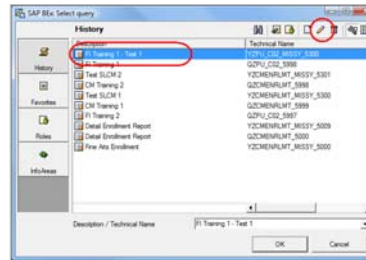 SAP BEx: Select query
History
Description Technical Name
FI Training 1 - Test 1 YZFU_C02_MISSY_5300
FI Training 1 QZFU_C02_5998
Test SLCM 2 YZCMENRLMT_MISSY_5301
CM Training 2 QZCMENRLMT_5998
Test SLCM 1 YZCMENRLMT_MISSY_5300
CM Training 1 QZCMENRLMT_5999
FI Training 2 QZFU_C02_5997
Detail Enrollment Report YZCMENRLMT_MISSY_5009
Detail Enrollment Report QZCMENRLMT_5000
Fine Arts Enrollment YZCMENRLMT_MISSY_5000
History
Favorites
Roles
InfoAreas
Description / Technical Name FI Training 1 - Test 1
OK Cancel